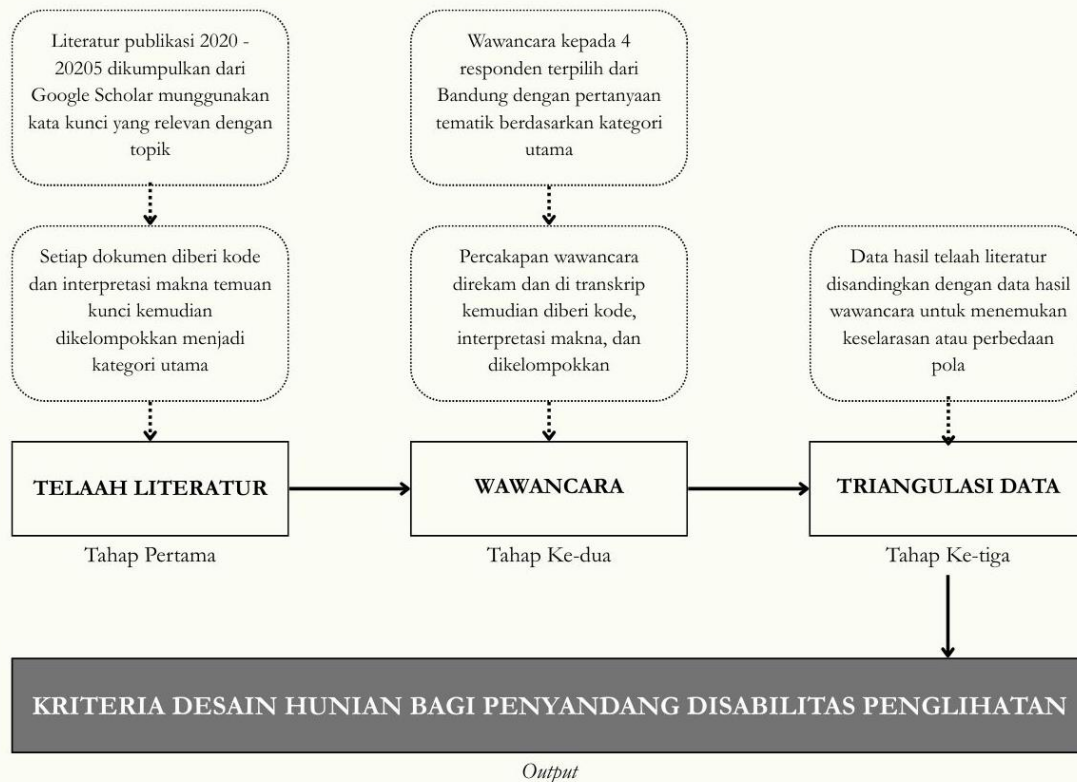 Literatur publikasi 2020 -
20205 dikumpulkan dari
Google Scholar munggunakan
kata kunci yang relevan dengan
topik
Wawancara kepada 4
responden terpilih dari
Bandung dengan pertanyaan
tematik berdasarkan kategori
utama
Setiap dokumen diberi kode
dan interpretasi makna temuan
kunci kemudian
dikelompokkan menjadi
kategori utama
Percakapan wawancara
direkam dan di transkrip
kemudian diberi kode,
interpretasi makna, dan
dikelompokkan
Data hasil telaah literatur
disandingkan dengan data hasil
wawancara untuk menemukan
keselarasan atau perbedaan
pola
TELAAH LITERATUR
WAWANCARA
TRIANGULASI DATA
Tahap Pertama
Tahap Ke-dua
Tahap Ke-tiga
KRITERIA DESAIN HUNIAN BAGI PENYANDANG DISABILITAS PENGLIHATAN
Output